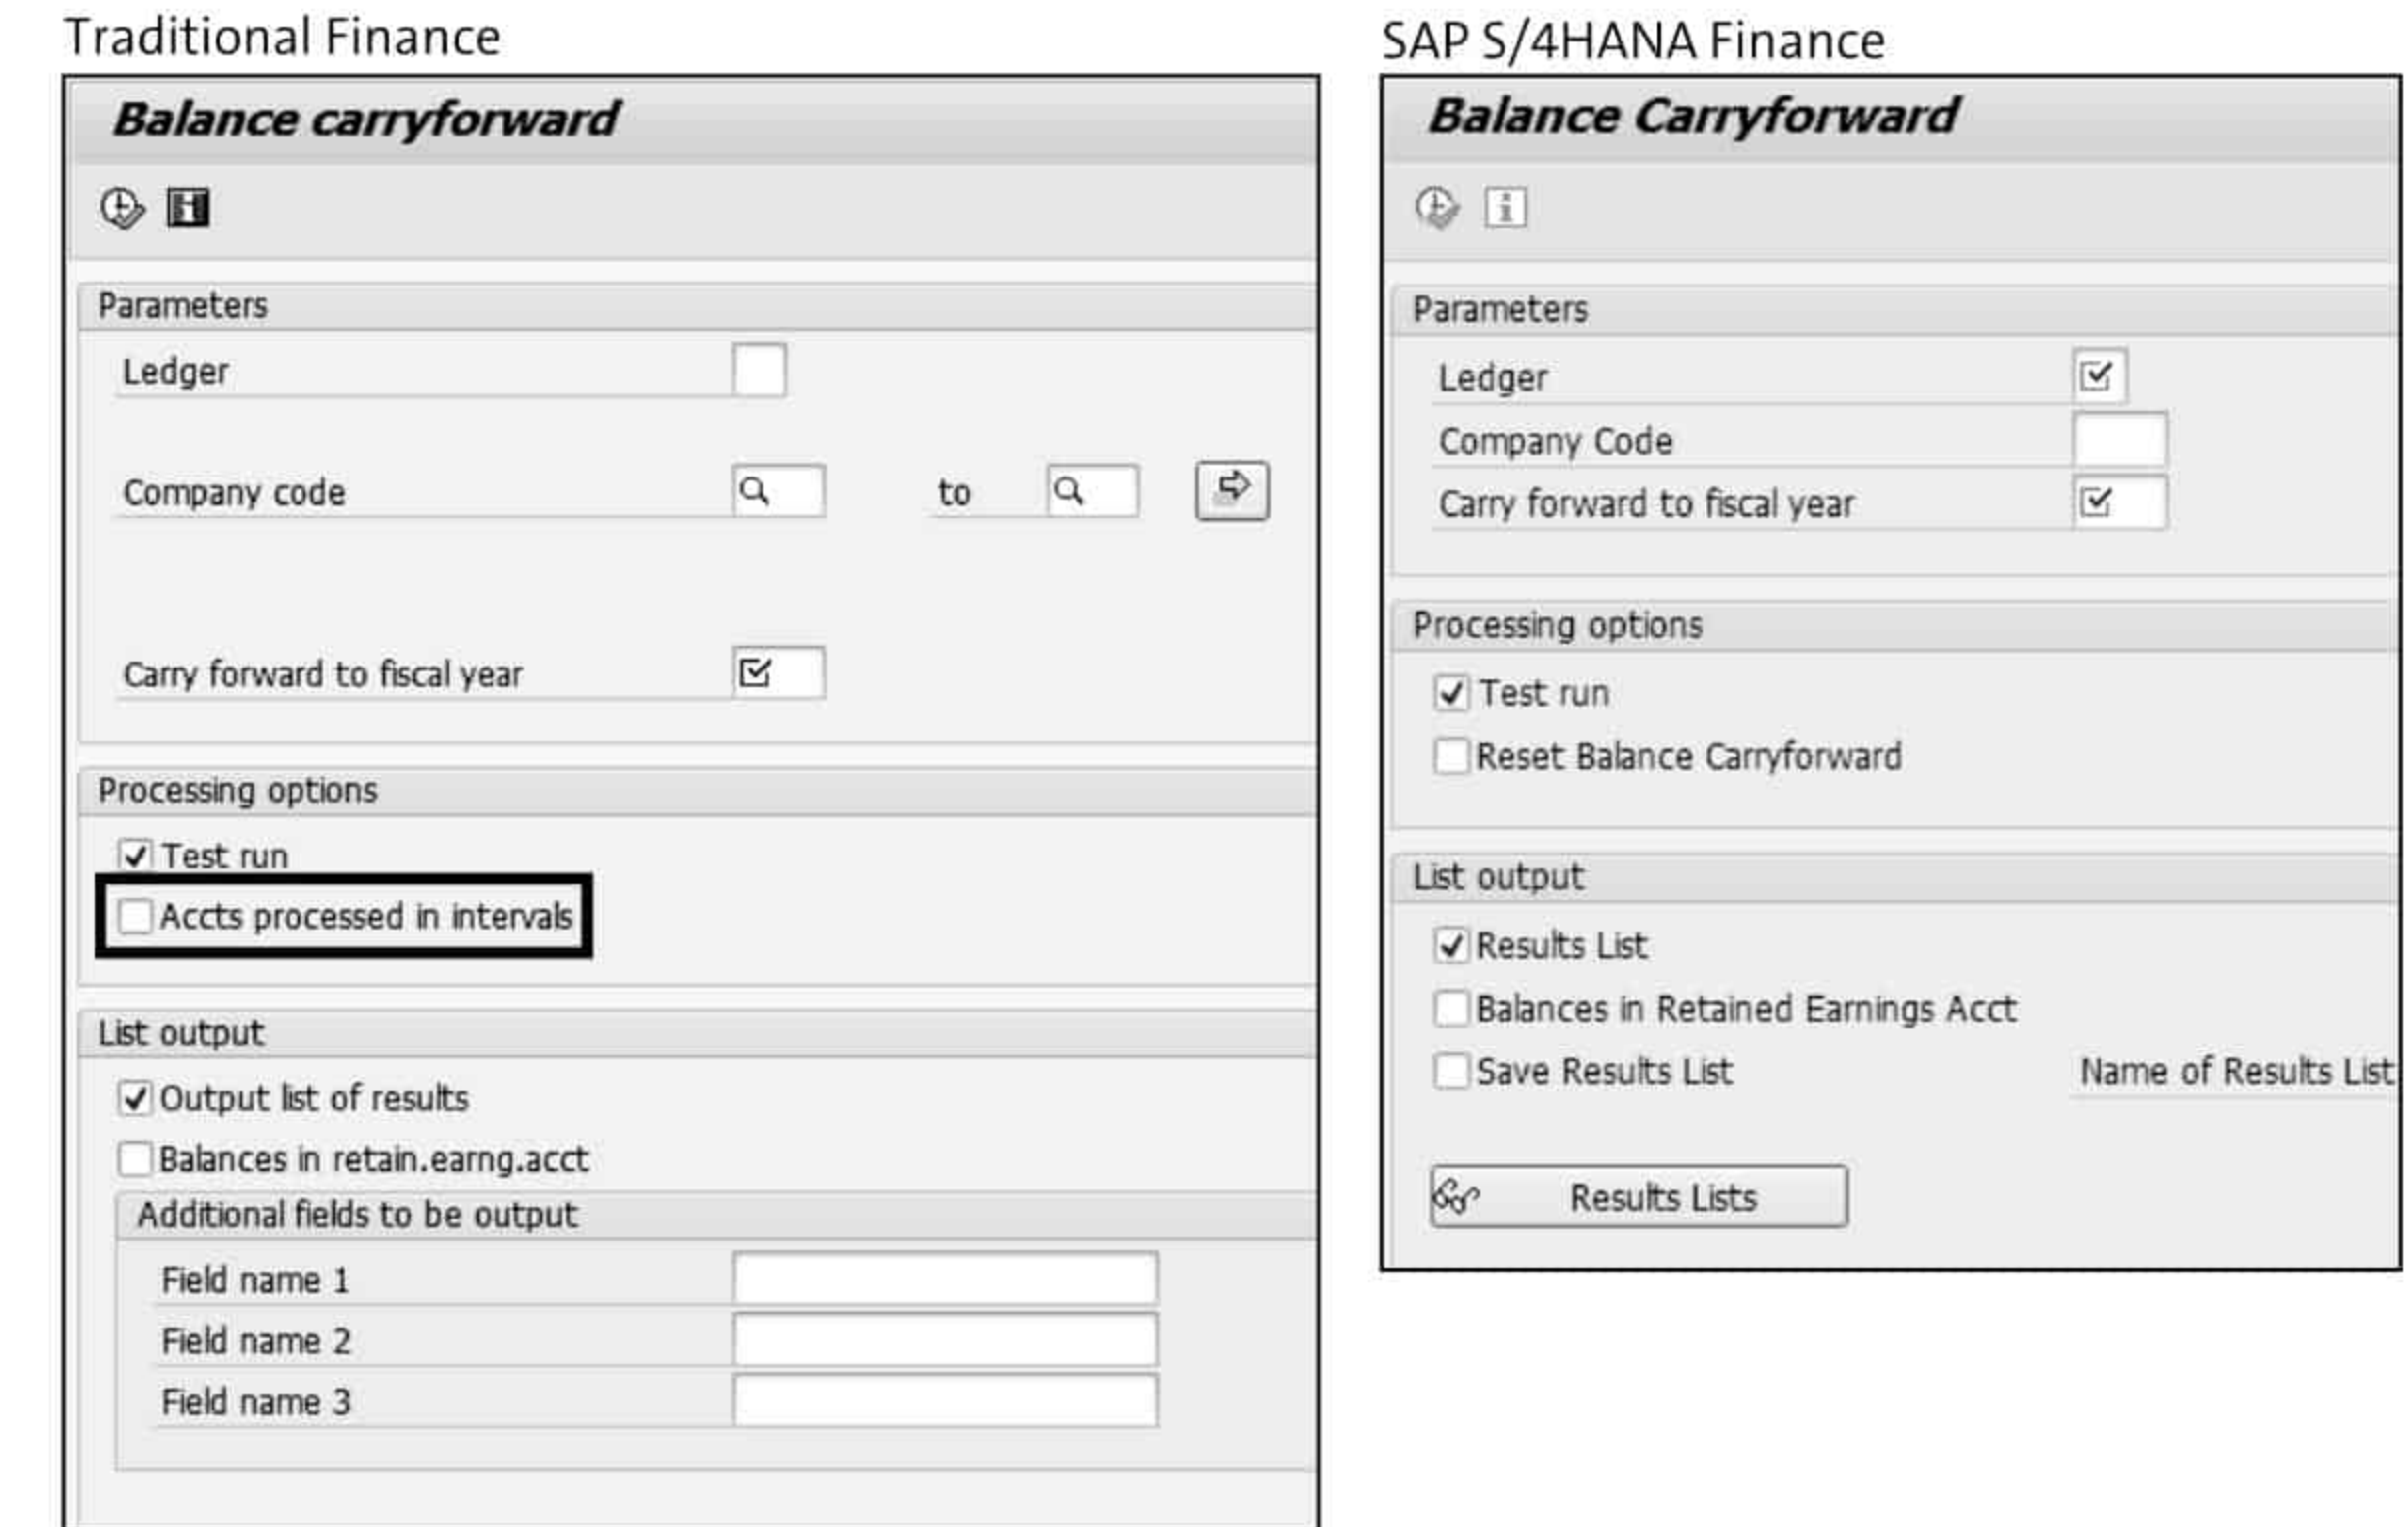 Traditional Finance
Balance carryforward
Parameters
Ledger
Company code to
Carry forward to fiscal year
Processing options
Test run
Accts processed in intervals
List output
Output list of results
Balances in retain.earng.acct
Additional fields to be output
Field name 1
Field name 2
Field name 3
SAP S/4HANA Finance
Balance Carryforward
Parameters
Ledger
Company Code
Carry forward to fiscal year
Processing options
Test run
Reset Balance Carryforward
List output
Results List
Balances in Retained Earnings Acct
Save Results List Name of Results List
Results Lists